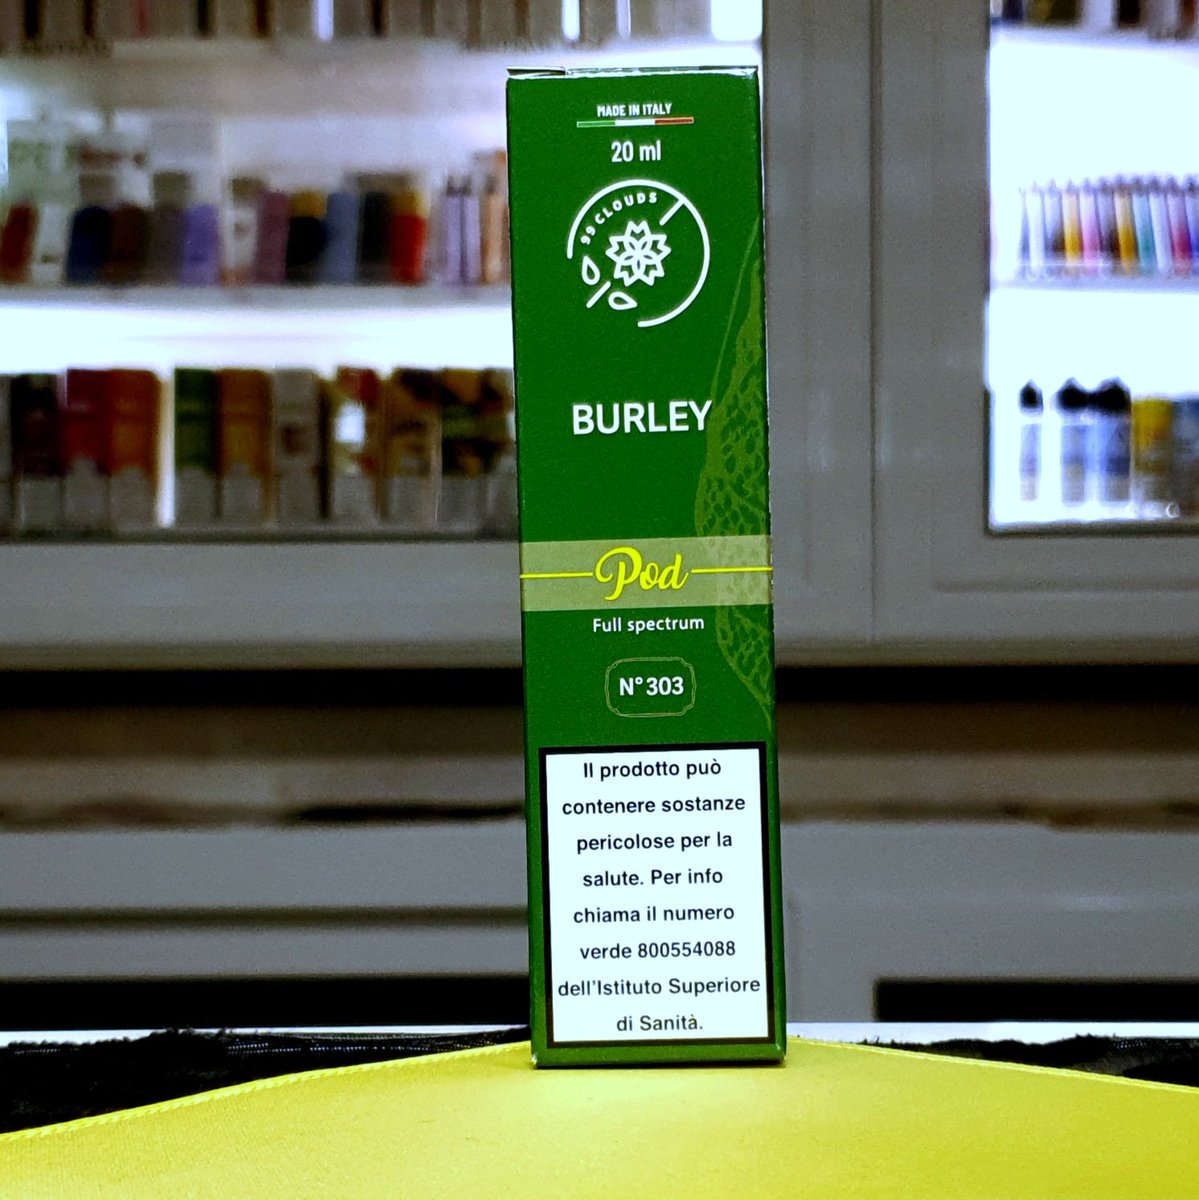 MADE IN ITALY
20 ml
99CLOUDS
BURLEY
Pod
Full spectrum
N° 303
Il prodotto può
contenere sostanze
pericolose per la
salute. Per info
chiama il numero
verde 800554088
dell'Istituto Superiore
di Sanità.